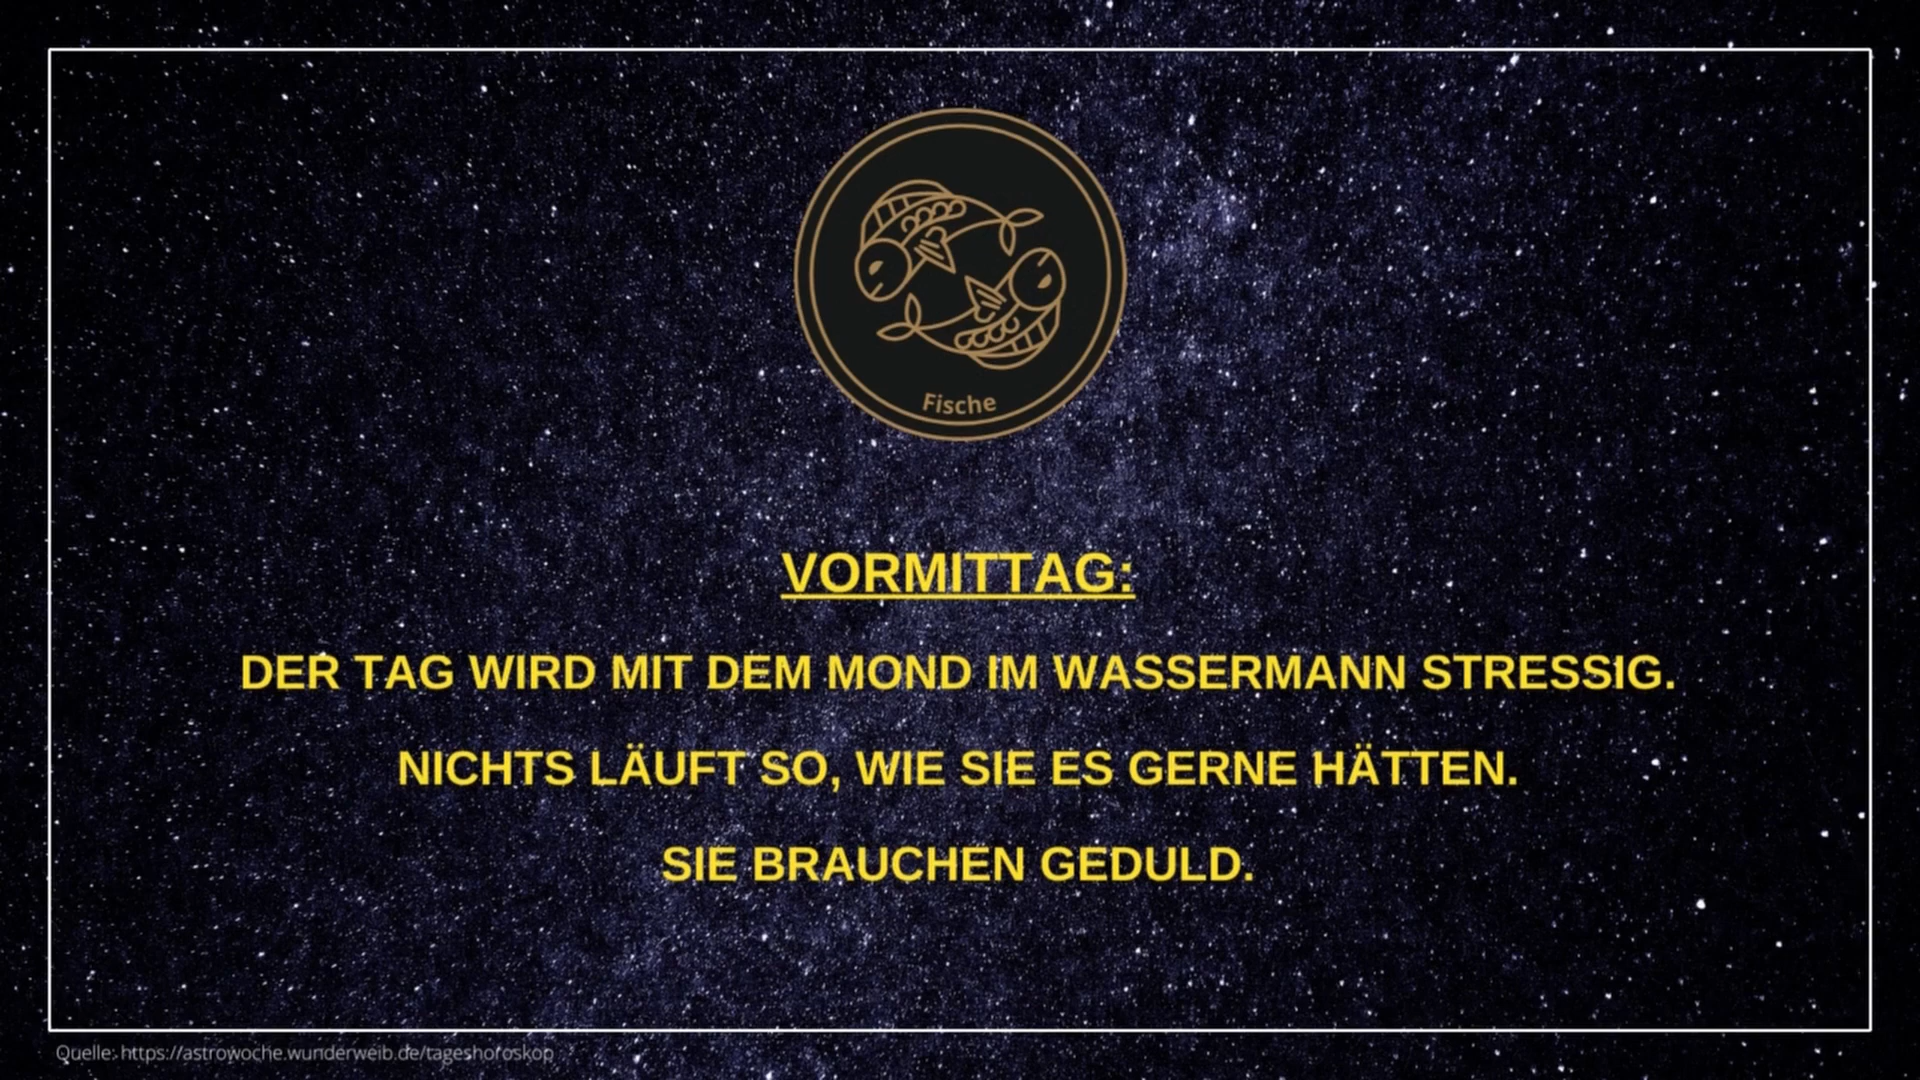 Fische
VORMITTAG:
DER TAG WIRD MIT DEM MOND IM WASSERMANN STRESSIG.
NICHTS LÄUFT SO, WIE SIE ES GERNE HÄTTEN.
SIE BRAUCHEN GEDULD.
Quelle: https://astrowoche.wunderweib.de/tageshoroskop